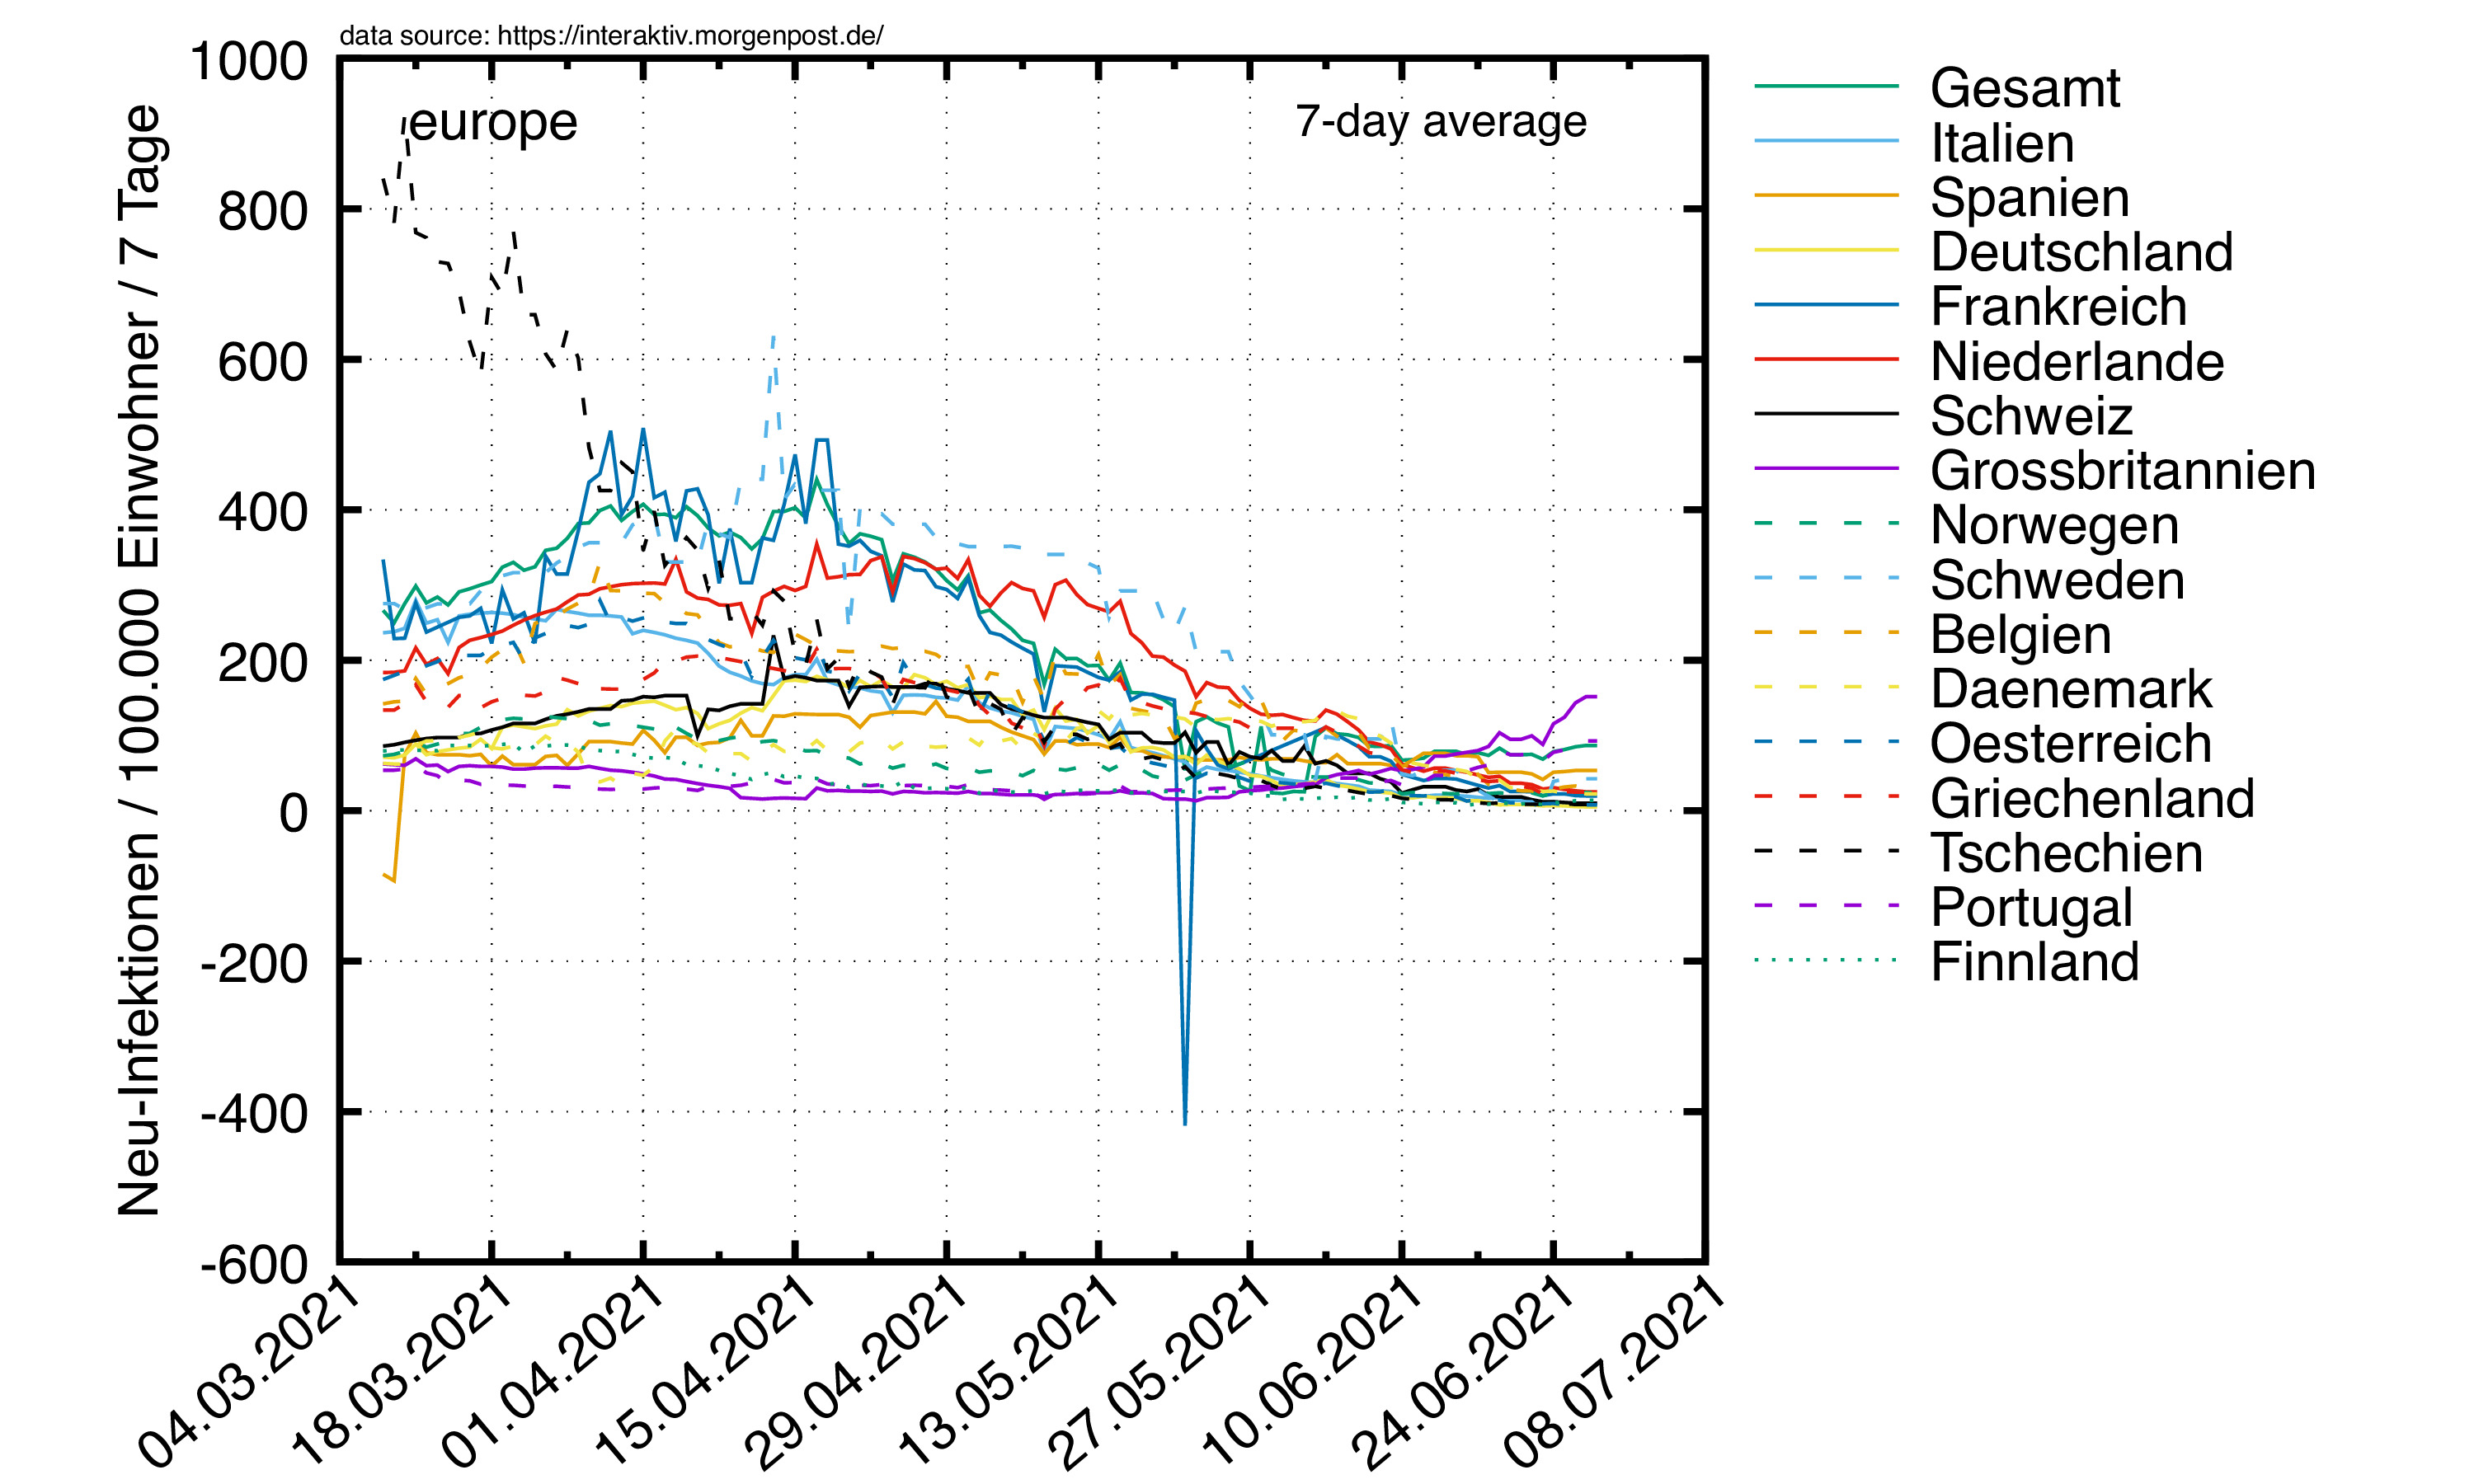 data source: https://interaktiv.morgenpost.de/
europe
7-day average
Neu-Infektionen / 100.000 Einwohner / 7 Tage
1000
800
600
400
200
0
-200
-400
-600
04.03.2021
18.03.2021
01.04.2021
15.04.2021
29.04.2021
13.05.2021
27.05.2021
10.06.2021
24.06.2021
08.07.2021
Gesamt
Italien
Spanien
Deutschland
Frankreich
Niederlande
Schweiz
Grossbritannien
Norwegen
Schweden
Belgien
Daenemark
Oesterreich
Griechenland
Tschechien
Portugal
Finnland